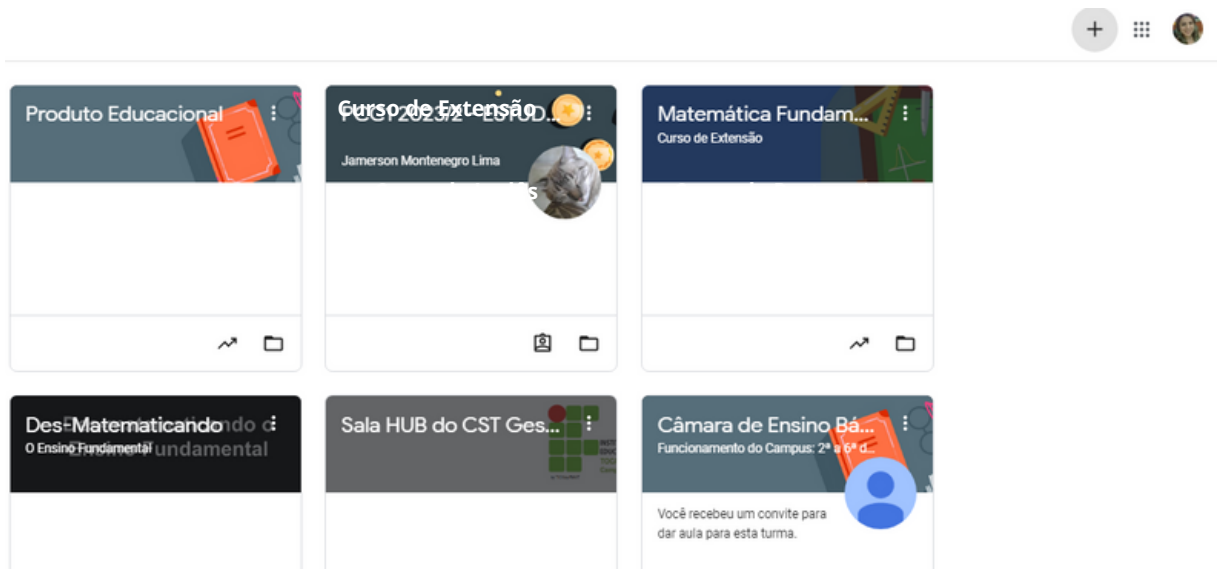 Produto Educacional
Curso de Extensão
Jamerson Montenegro Lima
Matemática Fundam...
Curso de Extensão
Des-Matematicando
O Ensino Fundamental
Sala HUB do CST Ges...
Câmara de Ensino Bá...
Funcionamento do Campus: 2ª a 6ª d...
Você recebeu um convite para
dar aula para esta turma.